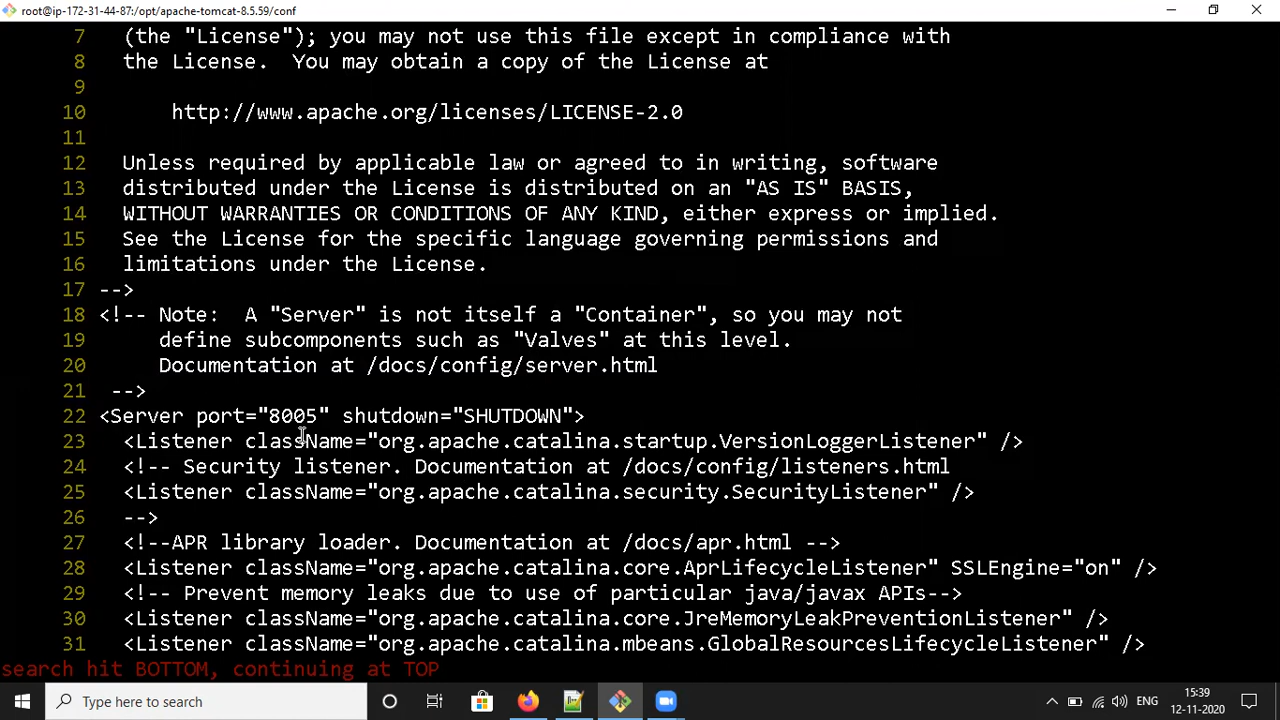 root@ip-172-31-44-87:/opt/apache-tomcat-8.5.59/conf
7 (the "License"); you may not use this file except in compliance with
8 the License.  You may obtain a copy of the License at
9
10 http://www.apache.org/licenses/LICENSE-2.0
11
12 Unless required by applicable law or agreed to in writing, software
13 distributed under the License is distributed on an "AS IS" BASIS,
14 WITHOUT WARRANTIES OR CONDITIONS OF ANY KIND, either express or implied.
15 See the License for the specific language governing permissions and
16 limitations under the License.
17 -->
18 <!-- Note:  A "Server" is not itself a "Container", so you may not
19 define subcomponents such as "Valves" at this level.
20 Documentation at /docs/config/server.html
21 -->
22 <Server port="8005" shutdown="SHUTDOWN">
23 <Listener className="org.apache.catalina.startup.VersionLoggerListener" />
24 <!-- Security listener. Documentation at /docs/config/listeners.html
25 <Listener className="org.apache.catalina.security.SecurityListener" />
26 -->
27 <!--APR library loader. Documentation at /docs/apr.html -->
28 <Listener className="org.apache.catalina.core.AprLifecycleListener" SSLEngine="on" />
29 <!-- Prevent memory leaks due to use of particular java/javax APIs-->
30 <Listener className="org.apache.catalina.core.JreMemoryLeakPreventionListener" />
31 <Listener className="org.apache.catalina.mbeans.GlobalResourcesLifecycleListener" />
search hit BOTTOM, continuing at TOP
Type here to search
ENG
15:39
12-11-2020